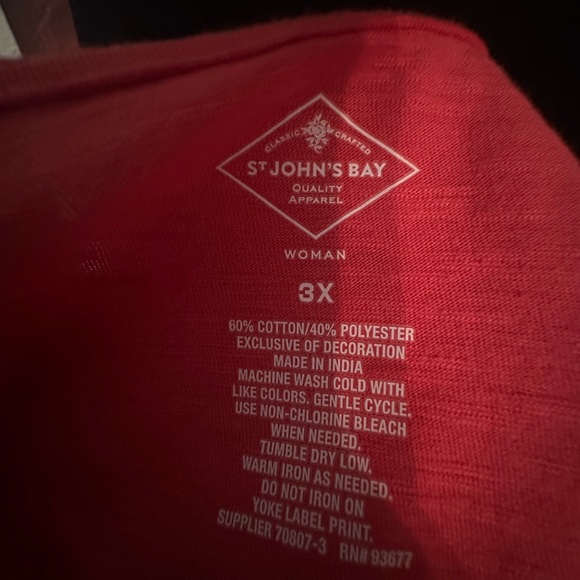 CLASSIC CRAFTED
ST JOHN'S BAY
QUALITY
APPAREL
WOMAN
3X
60% COTTON/40% POLYESTER
EXCLUSIVE OF DECORATION
MADE IN INDIA
MACHINE WASH COLD WITH
LIKE COLORS. GENTLE CYCLE.
USE NON-CHLORINE BLEACH
WHEN NEEDED.
TUMBLE DRY LOW.
WARM IRON AS NEEDED.
DO NOT IRON ON
YOKE LABEL PRINT.
SUPPLIER 70807-3 RN# 93677